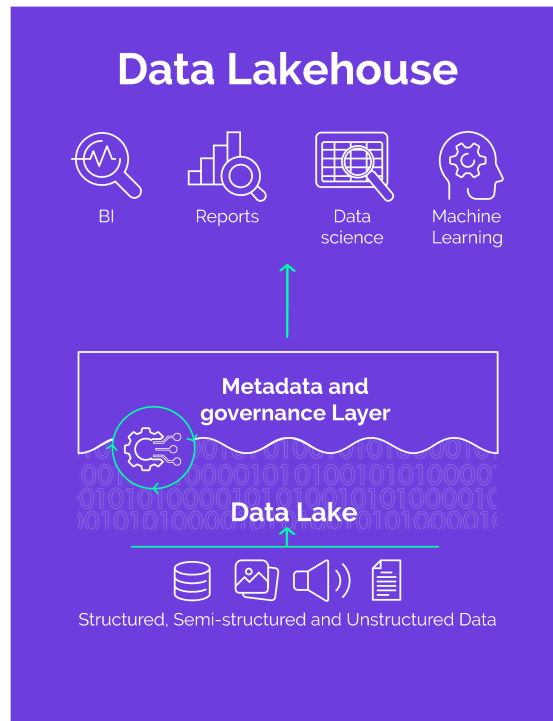 Data Lakehouse
BI
Reports
Data
science
Machine
Learning
Metadata and
governance Layer
Data Lake
Structured, Semi-structured and Unstructured Data